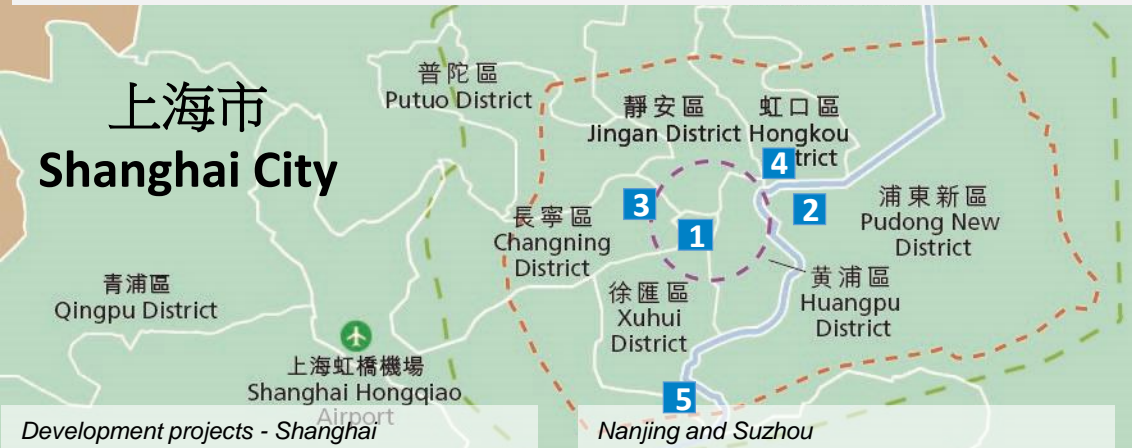 上海市
Shanghai City
普陀區
Putuo District
靜安區
Jingan District
虹口區
Hongkou
trict
4
3
2
1
長寧區
Changning
District
浦東新區
Pudong New
District
青浦區
Qingpu District
徐匯區
Xuhui
District
黄浦區
Huangpu
District
上海虹橋機場
Shanghai Hongqiao
Airport
5
Development projects - Shanghai
Nanjing and Suzhou